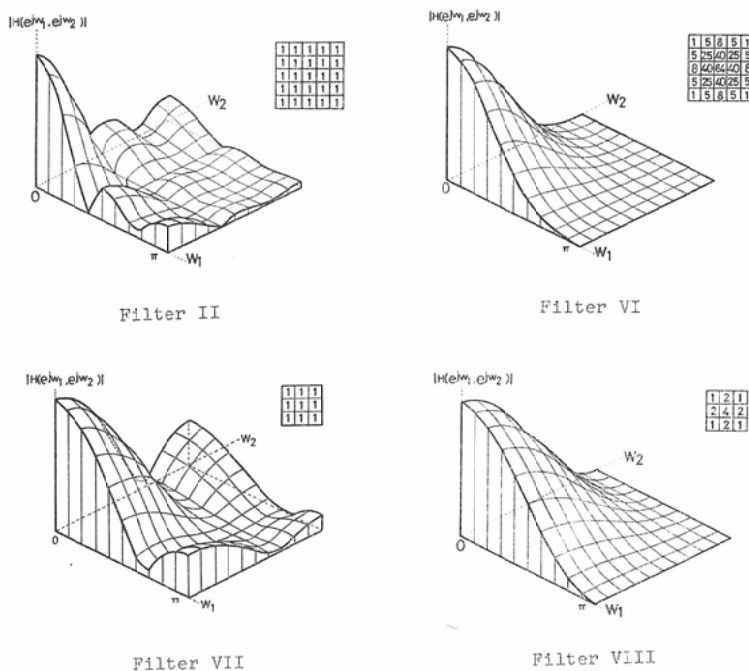 |H(e^jw1, e^jw2)|
1 1 1 1 1
1 1 1 1 1
1 1 1 1 1
1 1 1 1 1
1 1 1 1 1
W2
0
π
W1
Filter II
|H(e^jw1, e^jw2)|
1 5 8 5 1
5 25 40 25 5
8 40 64 40 8
5 25 40 25 5
1 5 8 5 1
W2
0
π
W1
Filter VI
|H(e^jw1, e^jw2)|
1 1 1
1 1 1
1 1 1
W2
0
π
W1
Filter VII
|H(e^jw1, e^jw2)|
1 2 1
2 4 2
1 2 1
W2
0
π
W1
Filter VIII